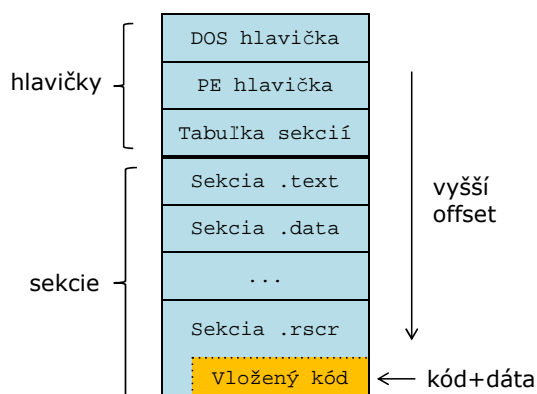 DOS hlavička
hlavičky
PE hlavička
Tabuľka sekcií
Sekcia .text
vyšší
offset
Sekcia .data
...
sekcie
Sekcia .rscr
Vložený kód
kód+dáta